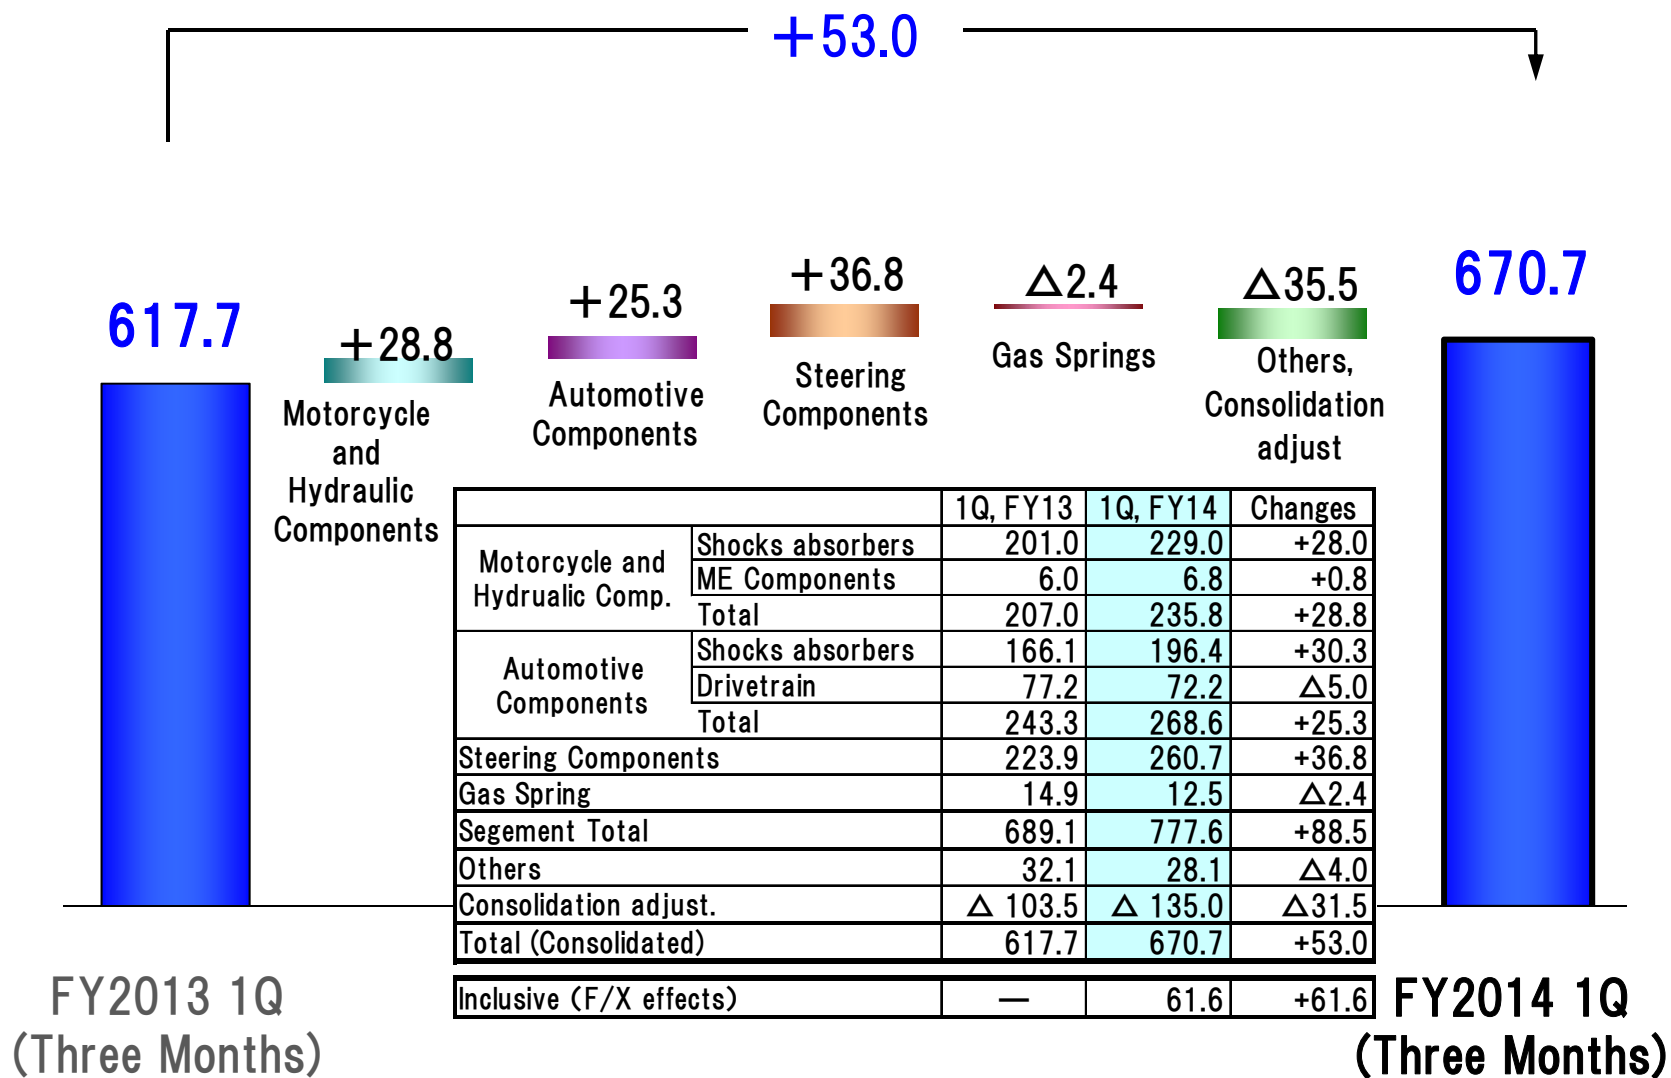 +53.0
617.7
+28.8
Motorcycle
and
Hydraulic
Components
+25.3
Automotive
Components
+36.8
Steering
Components
△2.4
Gas Springs
△35.5
Others,
Consolidation
adjust
670.7
1Q, FY13 1Q, FY14 Changes
Motorcycle and
Hydrualic Comp.
Shocks absorbers 201.0 229.0 +28.0
ME Components 6.0 6.8 +0.8
Total 207.0 235.8 +28.8
Automotive
Components
Shocks absorbers 166.1 196.4 +30.3
Drivetrain 77.2 72.2 △5.0
Total 243.3 268.6 +25.3
Steering Components 223.9 260.7 +36.8
Gas Spring 14.9 12.5 △2.4
Segement Total 689.1 777.6 +88.5
Others 32.1 28.1 △4.0
Consolidation adjust. △ 103.5 △ 135.0 △31.5
Total (Consolidated) 617.7 670.7 +53.0
Inclusive (F/X effects) — 61.6 +61.6
FY2013 1Q
(Three Months)
FY2014 1Q
(Three Months)